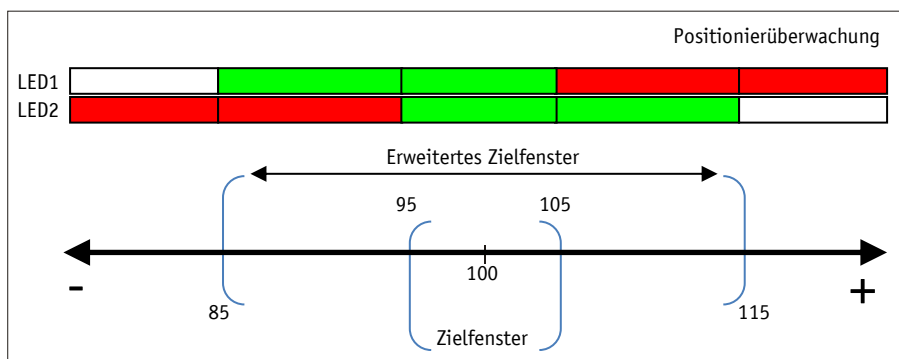 Positionierüberwachung
LED1
LED2
Erweitertes Zielfenster
95 105
100
- +
85 115
Zielfenster